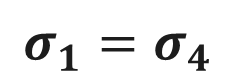 σ₁ = σ₄